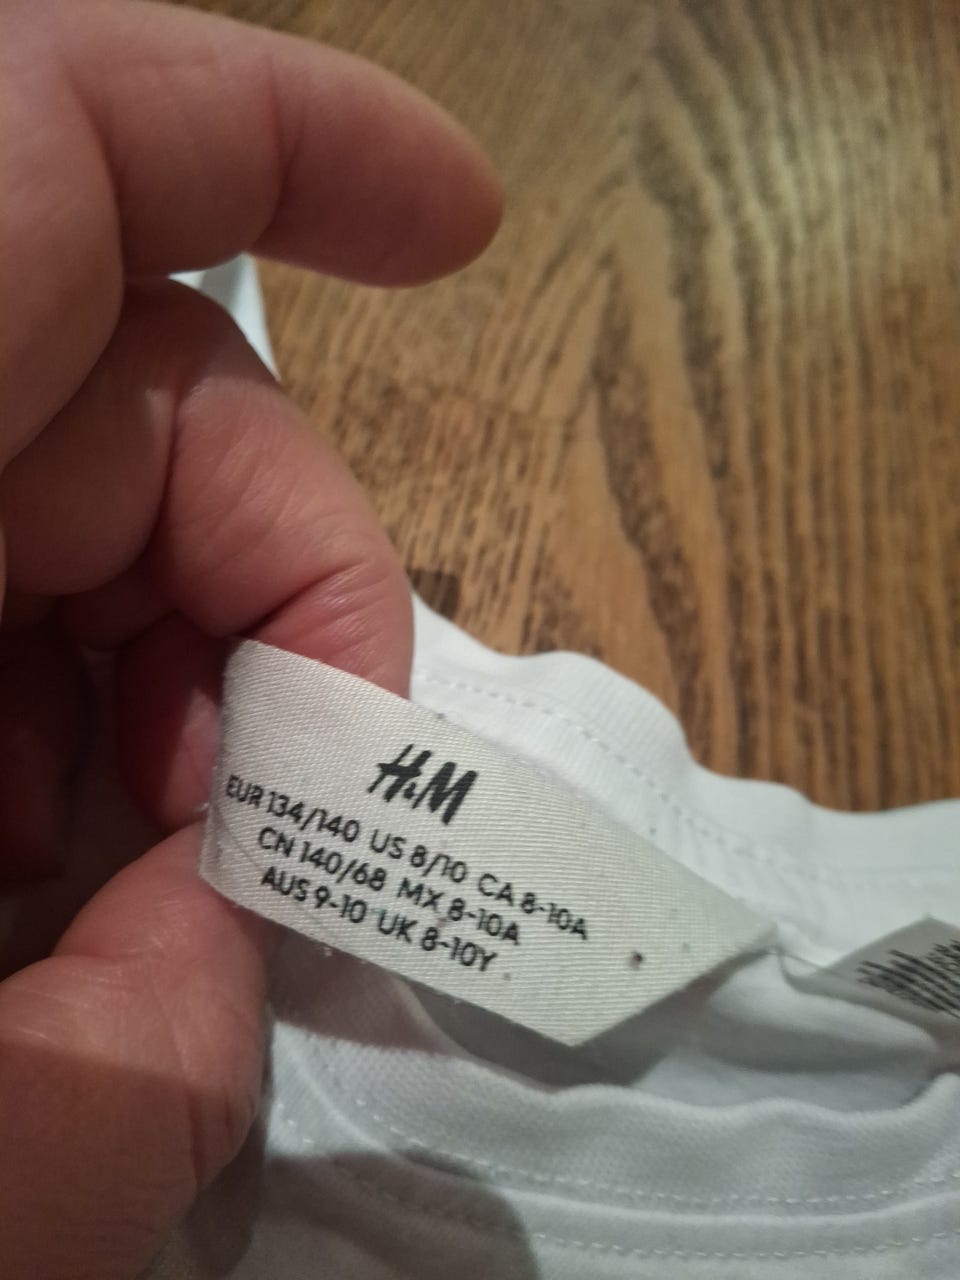 H&M
EUR 134/140 US 8/10 CA 8-10A
CN 140/68 MX 8-10A
AUS 9-10 UK 8-10Y